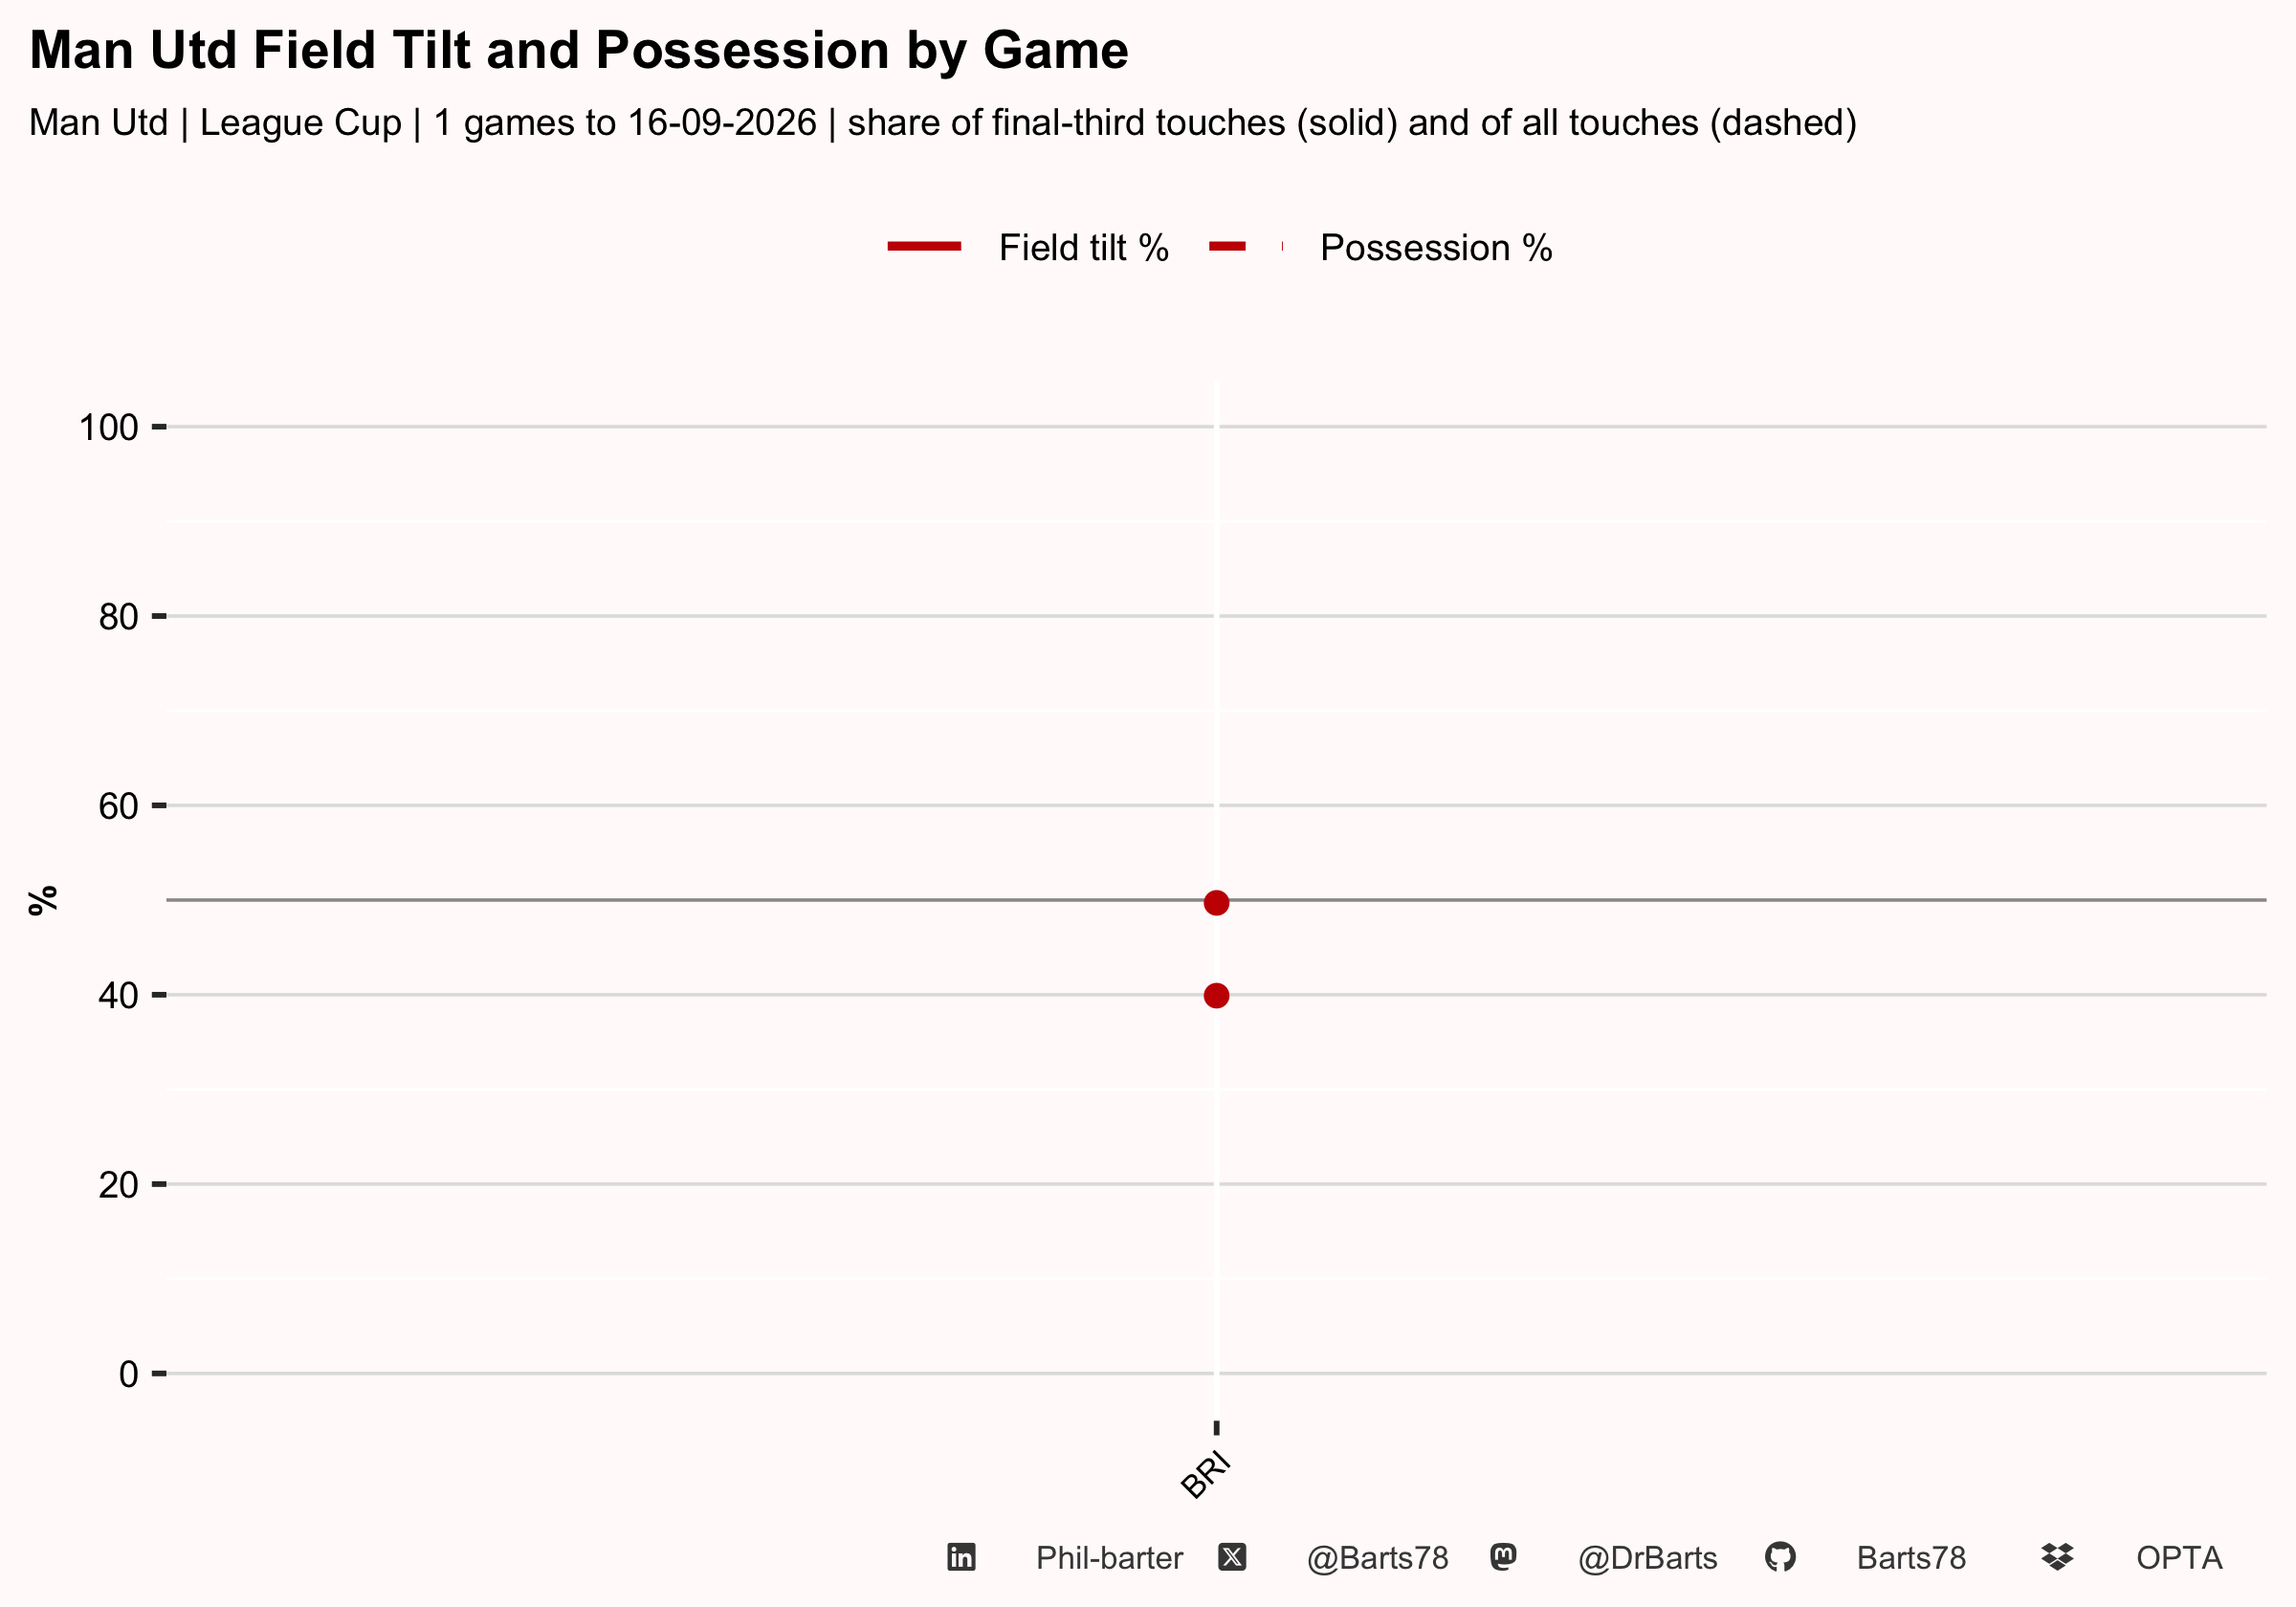 Man Utd Field Tilt and Possession by Game
Man Utd | League Cup | 1 games to 16-09-2026 | share of final-third touches (solid) and of all touches (dashed)
Field tilt % Possession %
100
80
60
%
40
20
0
BRI
Phil-barter @Barts78 @DrBarts Barts78 OPTA